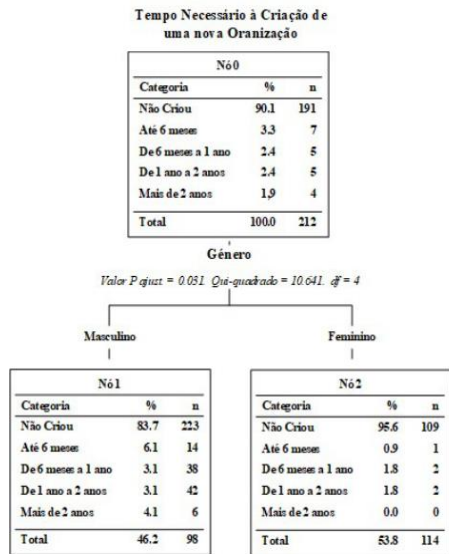 Tempo Necessário à Criação de
uma nova Oranização
Nó 0
Categoria % n
Não Criou 90.1 191
Até 6 meses 3.3 7
De 6 meses a 1 ano 2.4 5
De 1 ano a 2 anos 2.4 5
Mais de 2 anos 1,9 4
Total 100.0 212
Género
Valor P ajust. = 0.031. Qui-quadrado = 10.641. df = 4
Masculino
Nó 1
Categoria % n
Não Criou 83.7 223
Até 6 meses 6.1 14
De 6 meses a 1 ano 3.1 38
De 1 ano a 2 anos 3.1 42
Mais de 2 anos 4.1 6
Total 46.2 98
Feminino
Nó 2
Categoria % n
Não Criou 95.6 109
Até 6 meses 0.9 1
De 6 meses a 1 ano 1.8 2
De 1 ano a 2 anos 1.8 2
Mais de 2 anos 0.0 0
Total 53.8 114